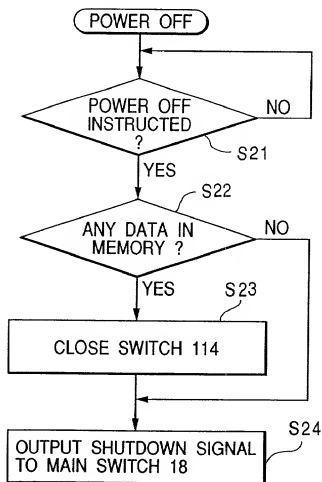 POWER OFF
POWER OFF
INSTRUCTED
?
NO
S21
YES
S22
ANY DATA IN
MEMORY ?
NO
YES
S23
CLOSE SWITCH 114
S24
OUTPUT SHUTDOWN SIGNAL
TO MAIN SWITCH 18